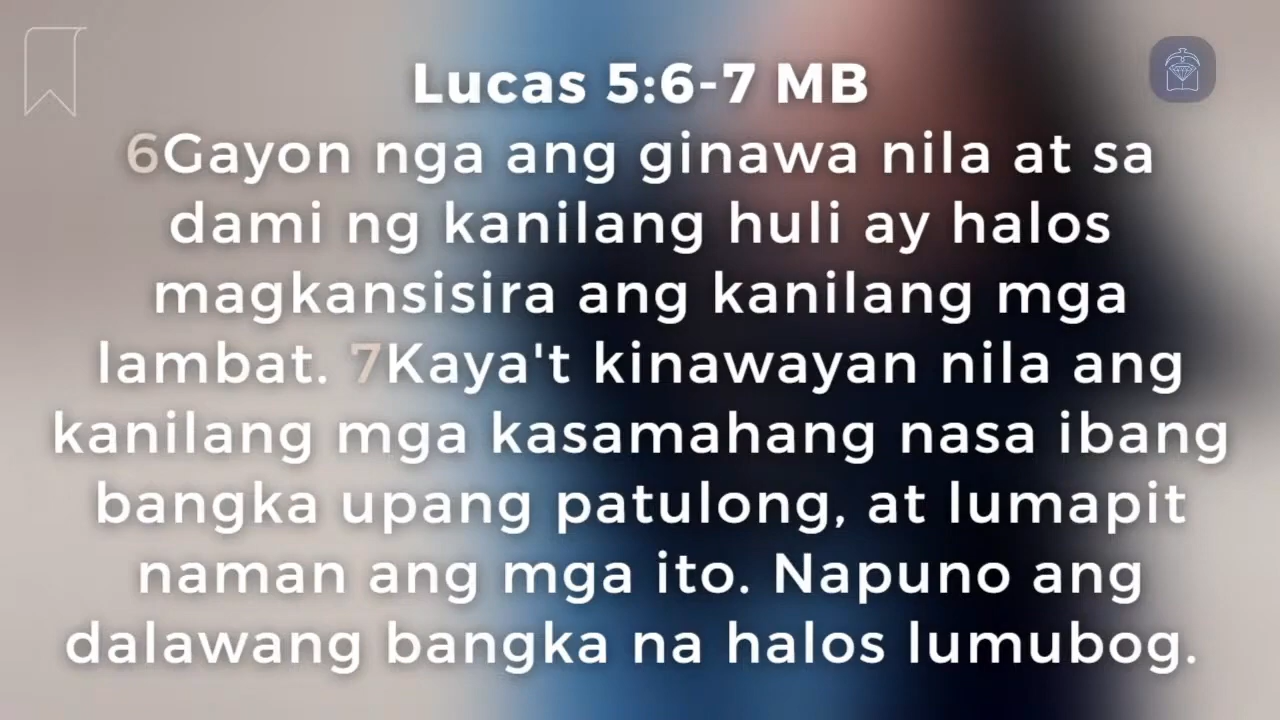 Lucas 5:6-7 MB
6Gayon nga ang ginawa nila at sa
dami ng kanilang huli ay halos
magkansisira ang kanilang mga
lambat. 7Kaya't kinawayan nila ang
kanilang mga kasamahang nasa ibang
bangka upang patulong, at lumapit
naman ang mga ito. Napuno ang
dalawang bangka na halos lumubog.